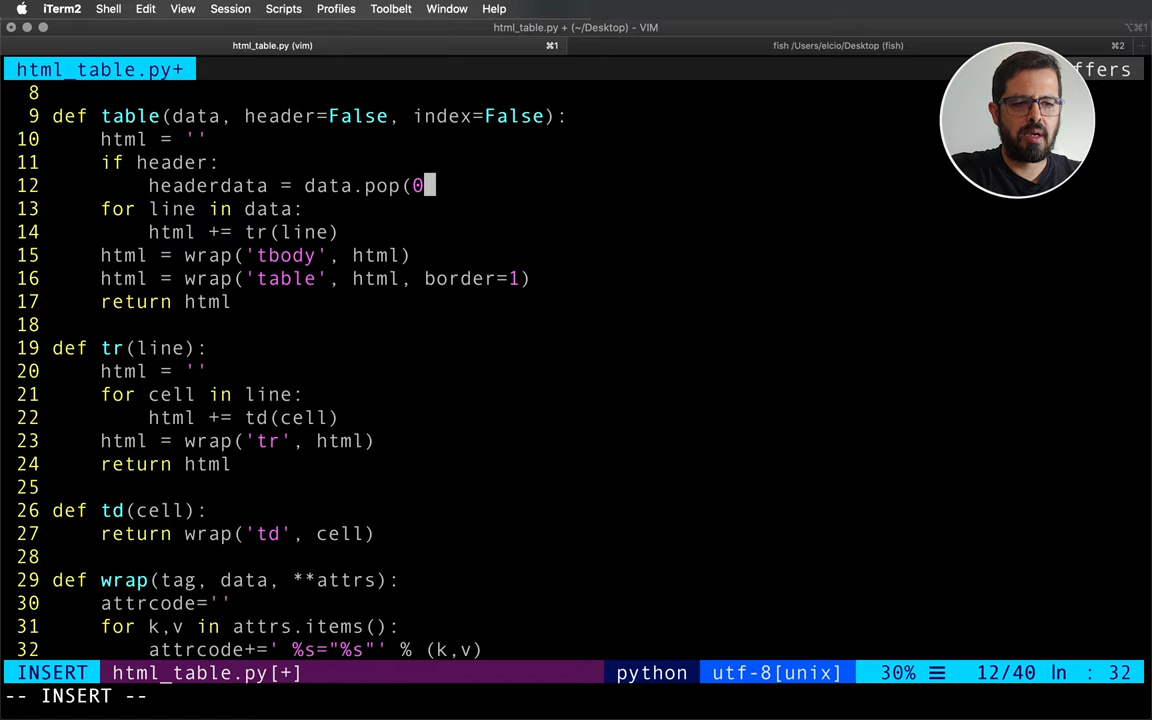 iTerm2 Shell Edit View Session Scripts Profiles Toolbelt Window Help
html_table.py + (~/Desktop) - VIM ⌥⌘1
html_table.py (vim) ⌘1 fish /Users/elcio/Desktop (fish) ⌘2
html_table.py+ ffers
8
9 def table(data, header=False, index=False):
10     html = ''
11     if header:
12         headerdata = data.pop(0
13     for line in data:
14         html += tr(line)
15     html = wrap('tbody', html)
16     html = wrap('table', html, border=1)
17     return html
18
19 def tr(line):
20     html = ''
21     for cell in line:
22         html += td(cell)
23     html = wrap('tr', html)
24     return html
25
26 def td(cell):
27     return wrap('td', cell)
28
29 def wrap(tag, data, **attrs):
30     attrcode=''
31     for k,v in attrs.items():
32         attrcode+=' %s="%s"' % (k,v)
INSERT html_table.py[+] python utf-8[unix] 30% ☰ 12/40 ln : 32
-- INSERT --